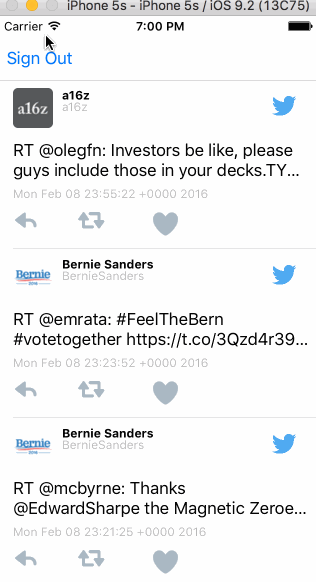 iPhone 5s - iPhone 5s / iOS 9.2 (13C75)
Carrier 7:00 PM
Sign Out
a16z
a16z
a16z
RT @olegfn: Investors be like, please
guys include those in your decks.TY...
Mon Feb 08 23:55:22 +0000 2016
Bernie
Bernie Sanders
BernieSanders
RT @emrata: #FeelTheBern
#votetogether https://t.co/3Qzd4r39...
Mon Feb 08 23:23:52 +0000 2016
Bernie
Bernie Sanders
BernieSanders
RT @mcbyrne: Thanks
@EdwardSharpe the Magnetic Zeroe...
Mon Feb 08 23:21:25 +0000 2016